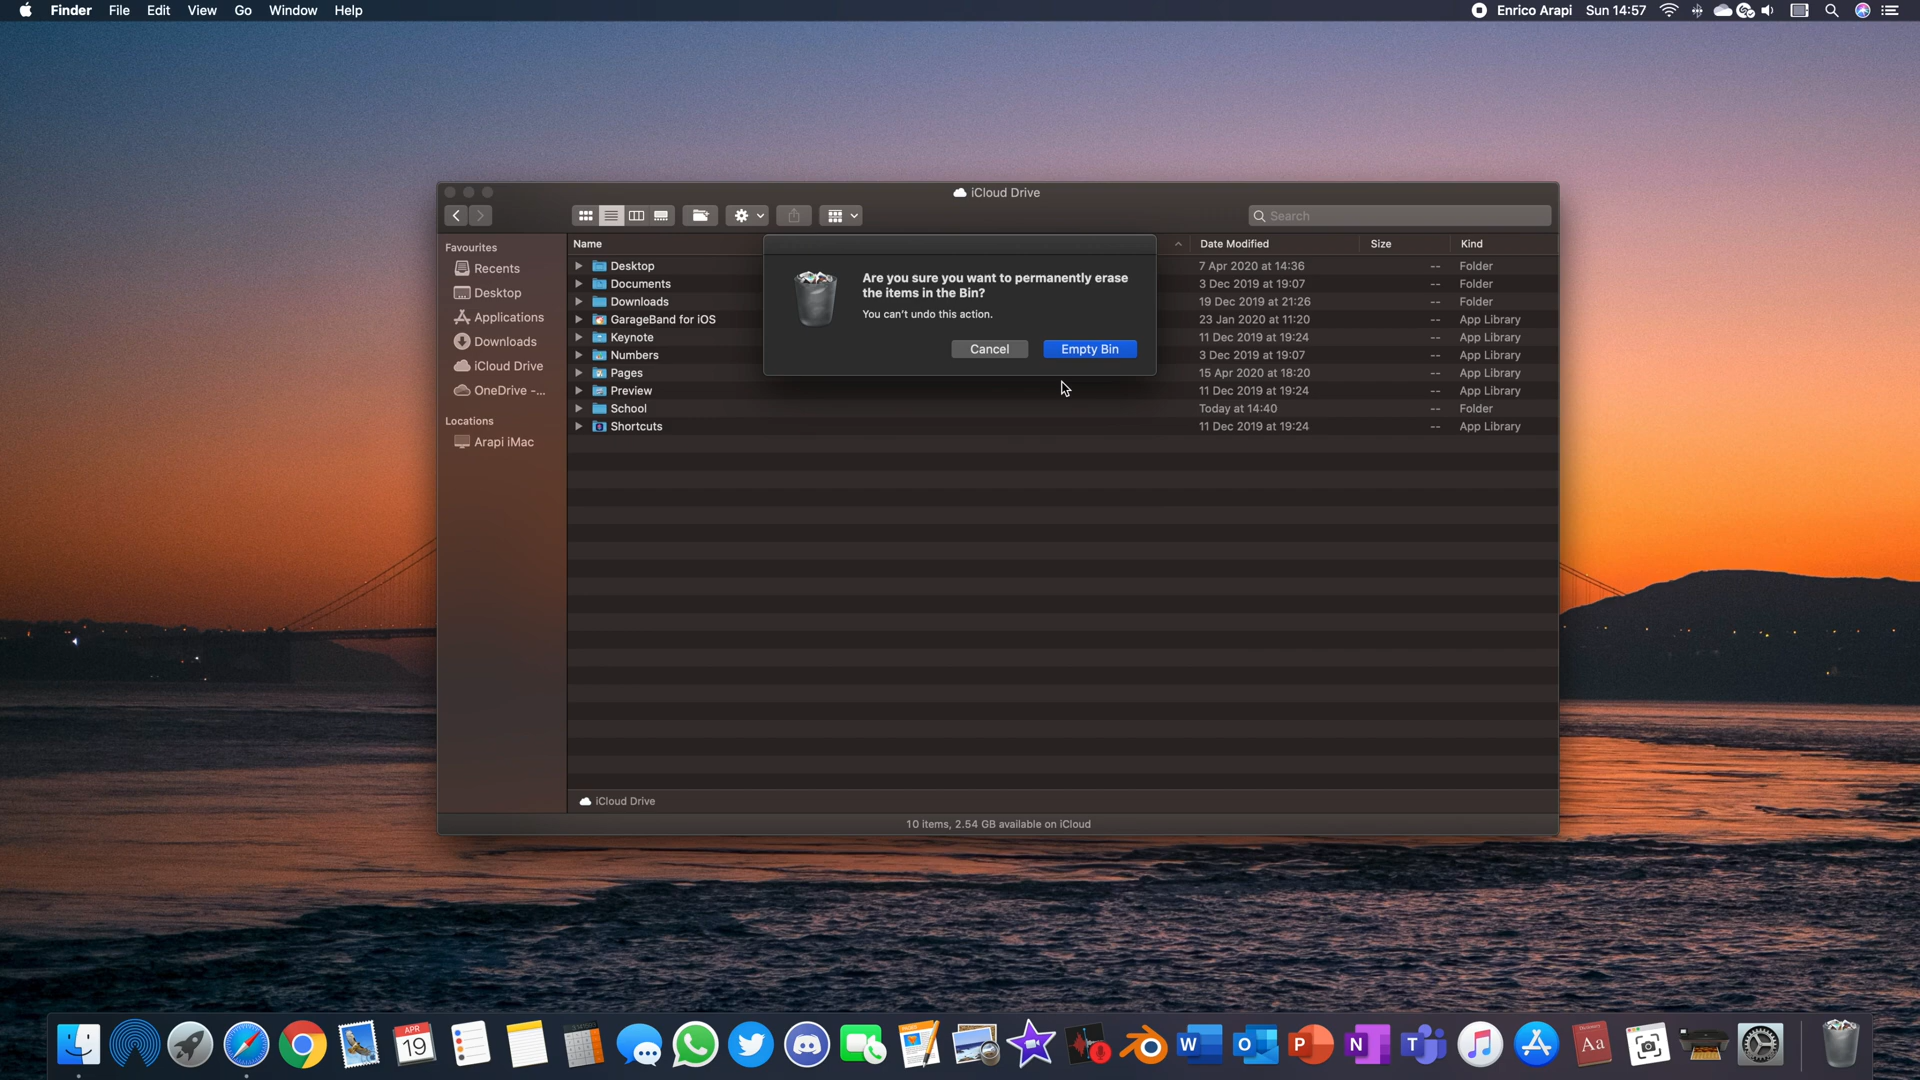 Finder File Edit View Go Window Help
Enrico Arapi Sun 14:57
iCloud Drive
Search
Favourites
Recents
Desktop
Applications
Downloads
iCloud Drive
OneDrive -...
Locations
Arapi iMac
Name Date Modified Size Kind
Desktop 7 Apr 2020 at 14:36 -- Folder
Documents 3 Dec 2019 at 19:07 -- Folder
Downloads 19 Dec 2019 at 21:26 -- Folder
GarageBand for iOS 23 Jan 2020 at 11:20 -- App Library
Keynote 11 Dec 2019 at 19:24 -- App Library
Numbers 3 Dec 2019 at 19:07 -- App Library
Pages 15 Apr 2020 at 18:20 -- App Library
Preview 11 Dec 2019 at 19:24 -- App Library
School Today at 14:40 -- Folder
Shortcuts 11 Dec 2019 at 19:24 -- App Library
Are you sure you want to permanently erase
the items in the Bin?
You can't undo this action.
Cancel Empty Bin
iCloud Drive
10 items, 2.54 GB available on iCloud
APR
19
W O P N T Aa